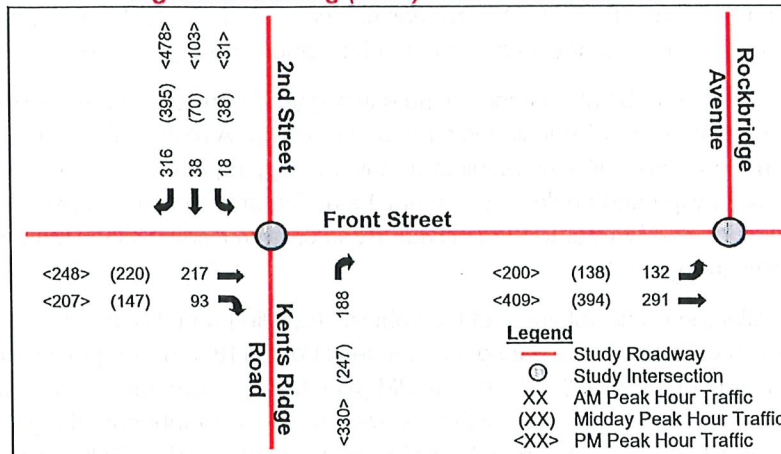 <478> <103> <31>
(395) (70) (38)
316 38 18
2nd Street
Rockbridge
Avenue
Front Street
<248> (220) 217
<207> (147) 93
Kents Ridge
Road
188
(247)
<330>
<200> (138) 132
<409> (394) 291
Legend
Study Roadway
Study Intersection
XX AM Peak Hour Traffic
(XX) Midday Peak Hour Traffic
<XX> PM Peak Hour Traffic